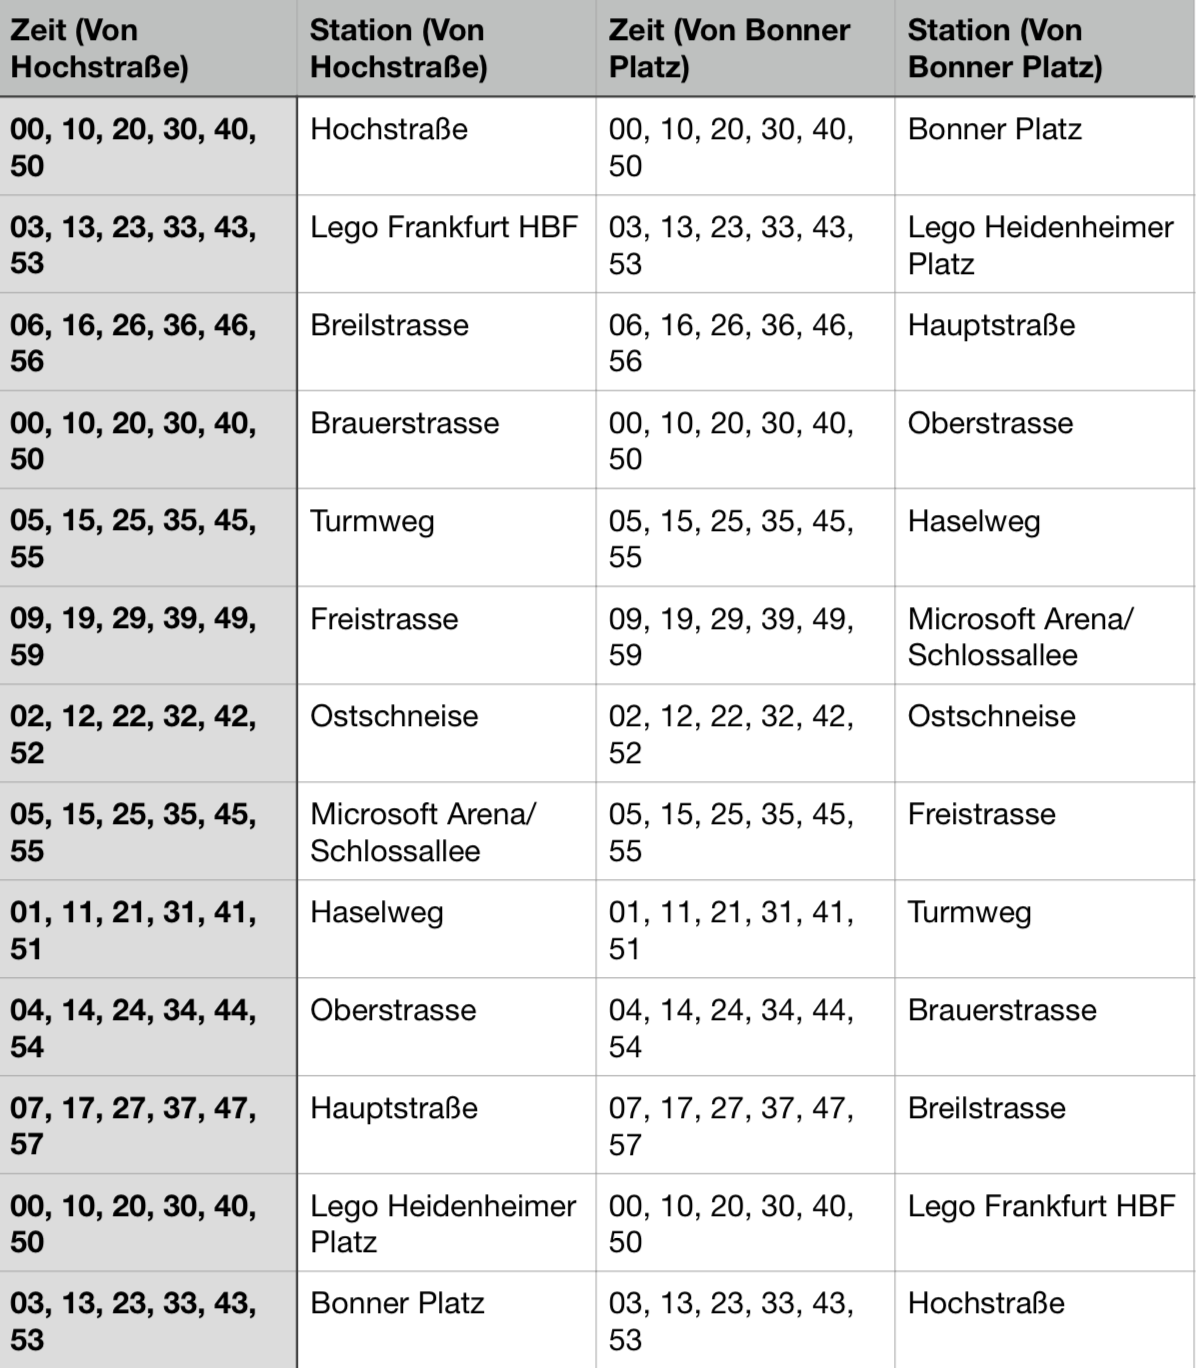 Zeit (Von Hochstraße) Station (Von Hochstraße) Zeit (Von Bonner Platz) Station (Von Bonner Platz)
00, 10, 20, 30, 40, 50 Hochstraße 00, 10, 20, 30, 40, 50 Bonner Platz
03, 13, 23, 33, 43, 53 Lego Frankfurt HBF 03, 13, 23, 33, 43, 53 Lego Heidenheimer Platz
06, 16, 26, 36, 46, 56 Breilstrasse 06, 16, 26, 36, 46, 56 Hauptstraße
00, 10, 20, 30, 40, 50 Brauerstrasse 00, 10, 20, 30, 40, 50 Oberstrasse
05, 15, 25, 35, 45, 55 Turmweg 05, 15, 25, 35, 45, 55 Haselweg
09, 19, 29, 39, 49, 59 Freistrasse 09, 19, 29, 39, 49, 59 Microsoft Arena/Schlossallee
02, 12, 22, 32, 42, 52 Ostschneise 02, 12, 22, 32, 42, 52 Ostschneise
05, 15, 25, 35, 45, 55 Microsoft Arena/Schlossallee 05, 15, 25, 35, 45, 55 Freistrasse
01, 11, 21, 31, 41, 51 Haselweg 01, 11, 21, 31, 41, 51 Turmweg
04, 14, 24, 34, 44, 54 Oberstrasse 04, 14, 24, 34, 44, 54 Brauerstrasse
07, 17, 27, 37, 47, 57 Hauptstraße 07, 17, 27, 37, 47, 57 Breilstrasse
00, 10, 20, 30, 40, 50 Lego Heidenheimer Platz 00, 10, 20, 30, 40, 50 Lego Frankfurt HBF
03, 13, 23, 33, 43, 53 Bonner Platz 03, 13, 23, 33, 43, 53 Hochstraße